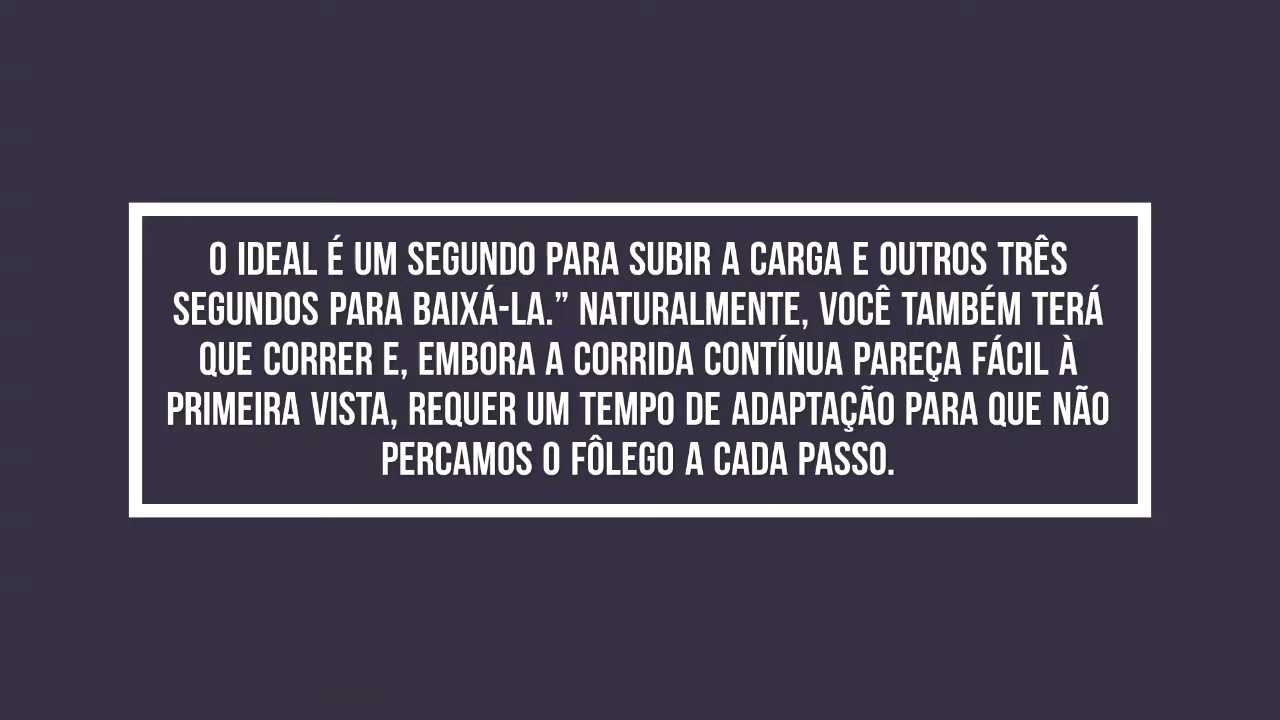 O IDEAL É UM SEGUNDO PARA SUBIR A CARGA E OUTROS TRÊS
SEGUNDOS PARA BAIXÁ-LA.” NATURALMENTE, VOCÊ TAMBÉM TERÁ
QUE CORRER E, EMBORA A CORRIDA CONTÍNUA PAREÇA FÁCIL À
PRIMEIRA VISTA, REQUER UM TEMPO DE ADAPTAÇÃO PARA QUE NÃO
PERCAMOS O FÔLEGO A CADA PASSO.